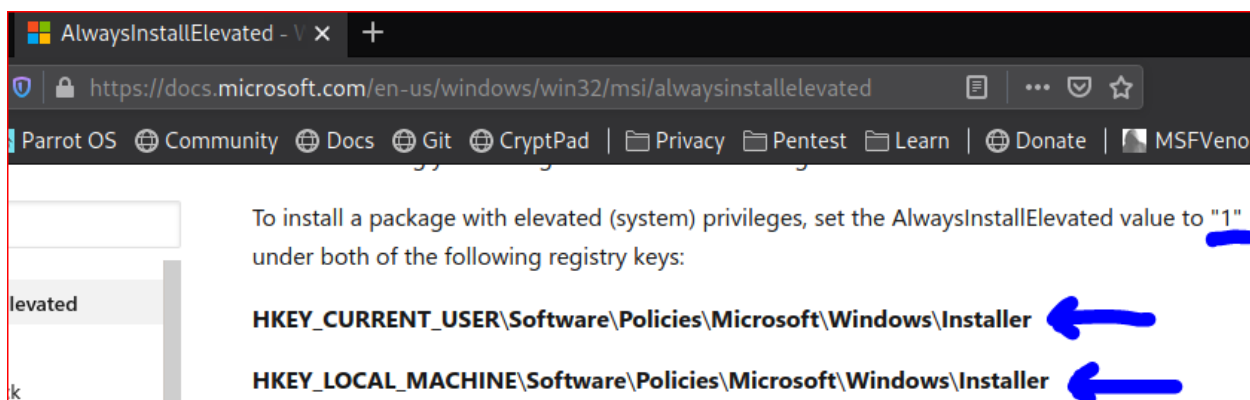 AlwaysInstallElevated -
https://docs.microsoft.com/en-us/windows/win32/msi/alwaysinstallelevated
Parrot OS Community Docs Git CryptPad Privacy Pentest Learn Donate MSFVeno
To install a package with elevated (system) privileges, set the AlwaysInstallElevated value to "1"
under both of the following registry keys:
levated
HKEY_CURRENT_USER\Software\Policies\Microsoft\Windows\Installer
HKEY_LOCAL_MACHINE\Software\Policies\Microsoft\Windows\Installer
k